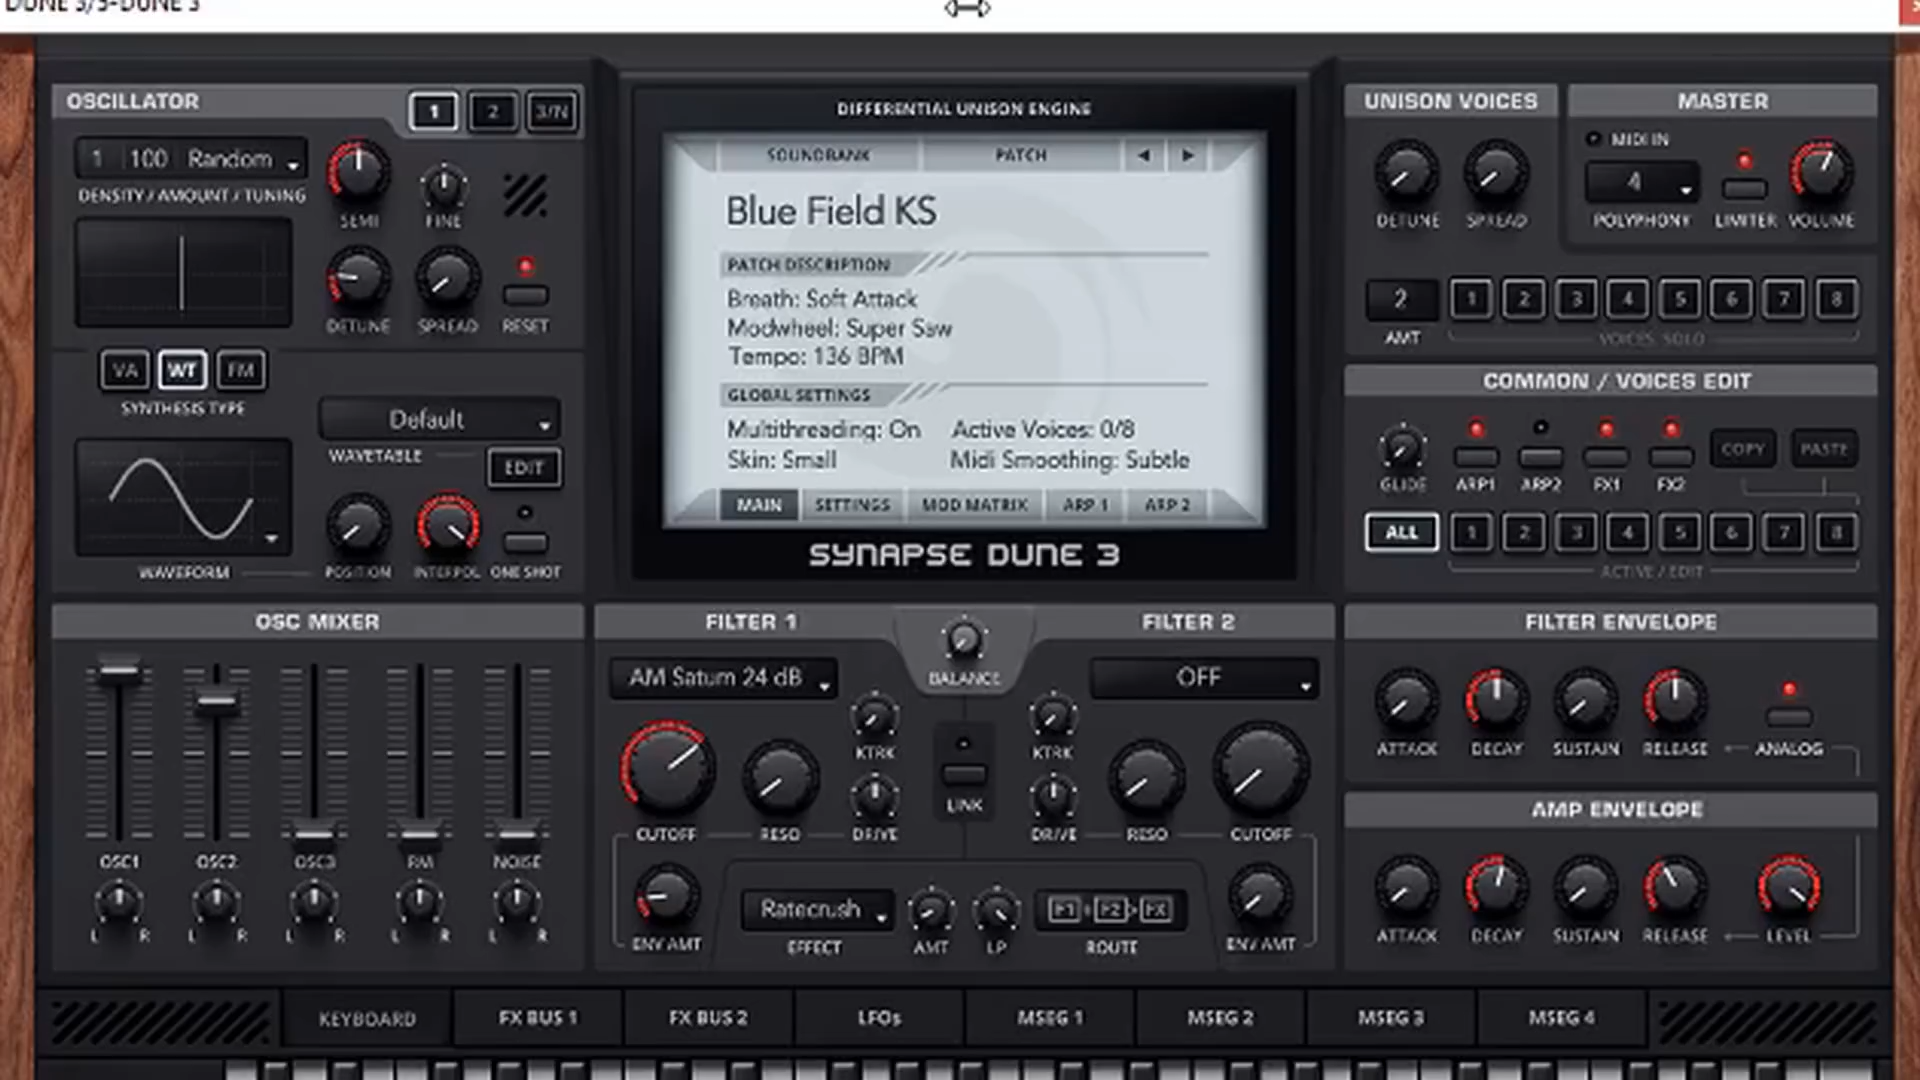 DUNE 3/3-DUNE 3
OSCILLATOR
1
2
3/N
1 100 Random
DENSITY / AMOUNT / TUNING
SEMI
FINE
DETUNE
SPREAD
RESET
VA
WT
FM
SYNTHESIS TYPE
Default
WAVETABLE
EDIT
WAVEFORM
POSITION
INTERPOL
ONE SHOT
DIFFERENTIAL UNISON ENGINE
SOUNDBANK
PATCH
Blue Field KS
PATCH DESCRIPTION
Breath: Soft Attack
Modwheel: Super Saw
Tempo: 136 BPM
GLOBAL SETTINGS
Multithreading: On Active Voices: 0/8
Skin: Small Midi Smoothing: Subtle
MAIN
SETTINGS
MOD MATRIX
ARP 1
ARP 2
SYNAPSE DUNE 3
UNISON VOICES
DETUNE
SPREAD
MASTER
MIDI IN
4
POLYPHONY
LIMITER
VOLUME
2
AMT
1 2 3 4 5 6 7 8
VOICES SOLO
COMMON / VOICES EDIT
GLIDE
ARP1
ARP2
FX1
FX2
COPY
PASTE
ALL
1 2 3 4 5 6 7 8
ACTIVE / EDIT
OSC MIXER
OSC1
OSC2
OSC3
RM
NOISE
L R L R L R L R L R
FILTER 1
AM Saturn 24 dB
CUTOFF
RESO
KTRK
DRIVE
ENV AMT
BALANCE
LINK
FILTER 2
OFF
KTRK
DRIVE
RESO
CUTOFF
ENV AMT
Ratecrush
EFFECT
AMT
LP
F1 F2 FX
ROUTE
FILTER ENVELOPE
ATTACK
DECAY
SUSTAIN
RELEASE
ANALOG
AMP ENVELOPE
ATTACK
DECAY
SUSTAIN
RELEASE
LEVEL
KEYBOARD
FX BUS 1
FX BUS 2
LFOs
MSEG 1
MSEG 2
MSEG 3
MSEG 4